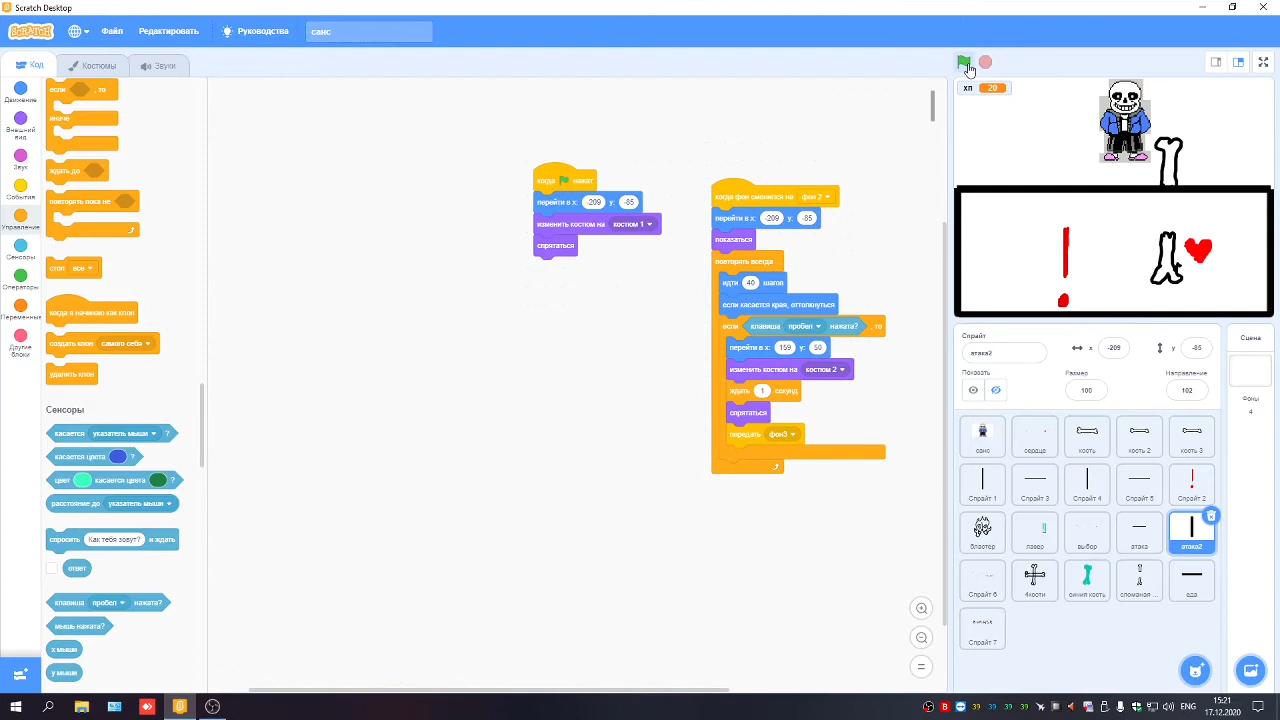 Scratch Desktop
SCRATCH
Файл
Редактировать
Руководства
санс
Код
Костюмы
Звуки
Движение
Внешний вид
Звук
События
Управление
Сенсоры
Операторы
Переменные
Другие блоки
если , то
иначе
ждать до
повторять пока не
стоп все
когда я начинаю как клон
создать клон самого себя
удалить клон
Сенсоры
касается указатель мыши ?
касается цвета ?
цвет касается цвета ?
расстояние до указатель мыши
спросить Как тебя зовут? и ждать
ответ
клавиша пробел нажата?
мышь нажата?
x мыши
y мыши
когда нажат
перейти в x: -209 y: -85
изменить костюм на костюм 1
спрятаться
когда фон сменился на фон 2
перейти в x: -209 y: -85
показаться
повторять всегда
идти 40 шагов
если касается края, оттолкнуться
если клавиша пробел нажата? , то
перейти в x: 159 y: 50
изменить костюм на костюм 2
ждать 1 секунд
спрятаться
передать фон3
хп 20
Спрайт
атака2
x -209
y -85
Показать
Размер
100
Направление
102
Сцена
Фоны
4
санс
сердце
кость
кость 2
кость 3
Спрайт 1
Спрайт 3
Спрайт 4
Спрайт 5
Спрайт 2
бластер
лазер
выбор
атака
атака2
Спрайт 6
4кости
синия кость
сломаная ...
еда
Спрайт 7
39
39
39
39
ENG
15:21
17.12.2020